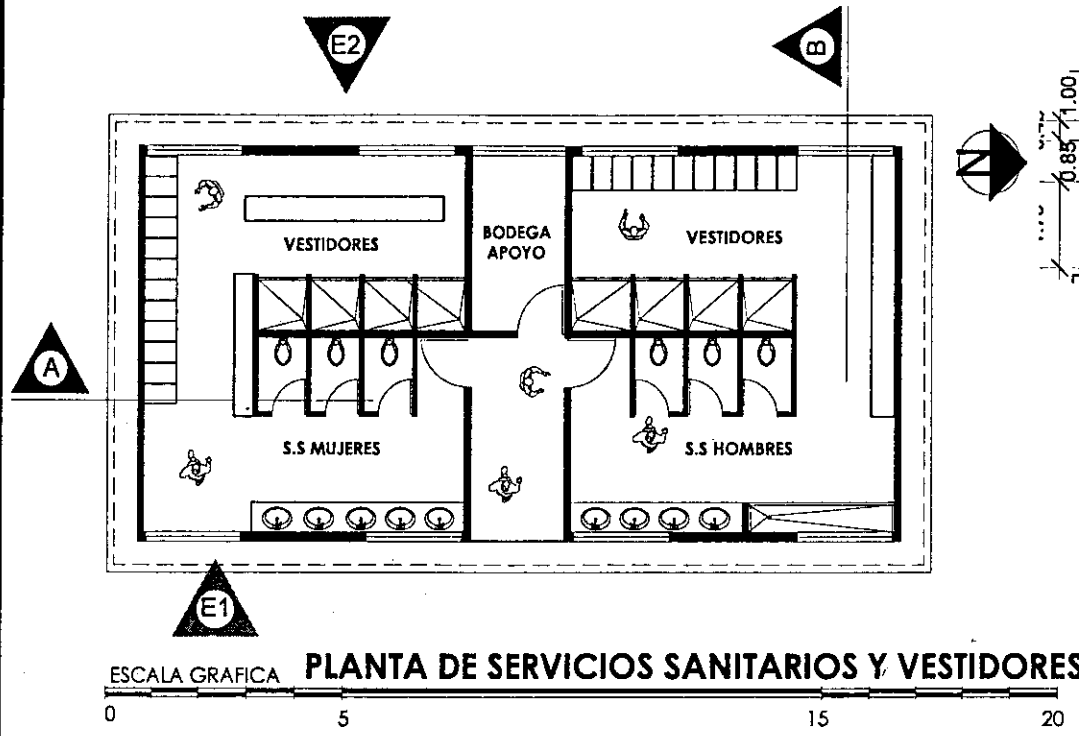 E2
B
1.00
0.85
N
VESTIDORES
BODEGA
APOYO
VESTIDORES
A
S.S MUJERES
S.S HOMBRES
E1
ESCALA GRAFICA
PLANTA DE SERVICIOS SANITARIOS Y VESTIDORES
0 5 15 20